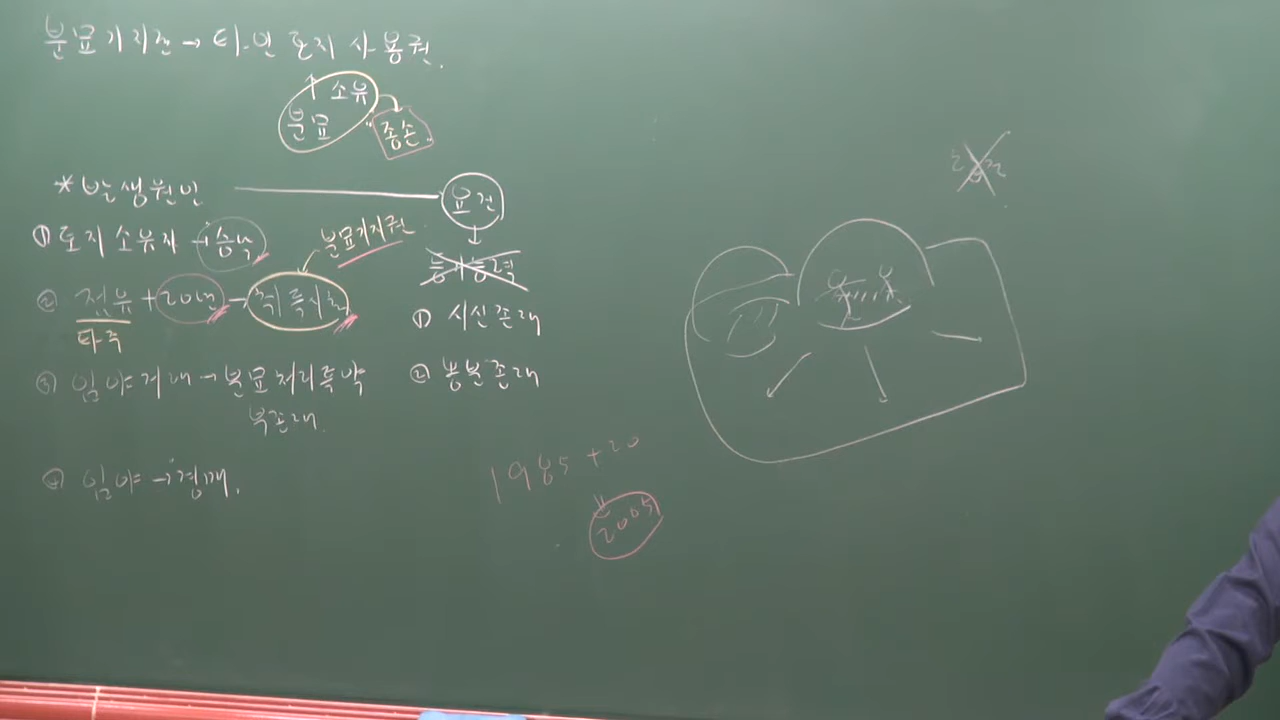 분묘기지권 → 타인 토지 사용권.
↑ 소유
분묘
종손
* 발생원인
요건
① 토지소유자 → 승낙
분묘기지권
② 점유 + 20년 → 취득시효
타주
① 시신존재
③ 임야거래 → 분묘처리특약
부존재.
② 봉분존재
④ 임야 → 경매.
1985 + 20
=
2005